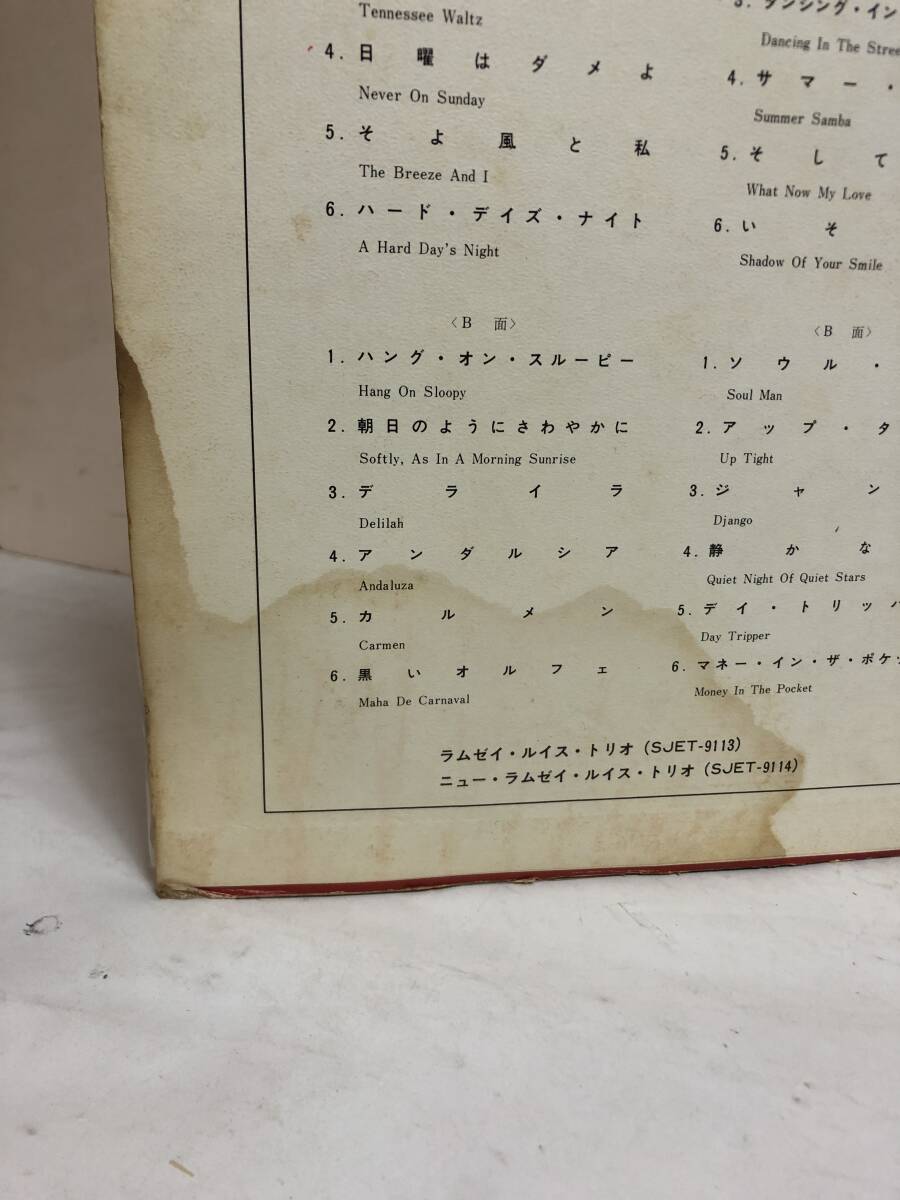 Tennessee Waltz
4. 日曜はダメよ
Never On Sunday
5. そよ風と私
The Breeze And I
6. ハード・デイズ・ナイト
A Hard Day's Night
〈B 面〉
1. ハング・オン・スルーピー
Hang On Sloopy
2. 朝日のようにさわやかに
Softly, As In A Morning Sunrise
3. デライラ
Delilah
4. アンダルシア
Andaluza
5. カルメン
Carmen
6. 黒いオルフェ
Maha De Carnaval
3. ダンシング・イン
Dancing In The Stree
4. サマー・
Summer Samba
5. そして
What Now My Love
6. いそ
Shadow Of Your Smile
〈B 面〉
1. ソウル・
Soul Man
2. アップ・タ
Up Tight
3. ジャン
Django
4. 静かな
Quiet Night Of Quiet Stars
5. デイ・トリッパ
Day Tripper
6. マネー・イン・ザ・ポケッ
Money In The Pocket
ラムゼイ・ルイス・トリオ (SJET-9113)
ニュー・ラムゼイ・ルイス・トリオ (SJET-9114)